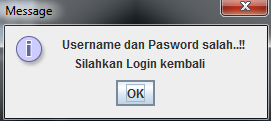 Message
Username dan Pasword salah..!!
Silahkan Login kembali
OK